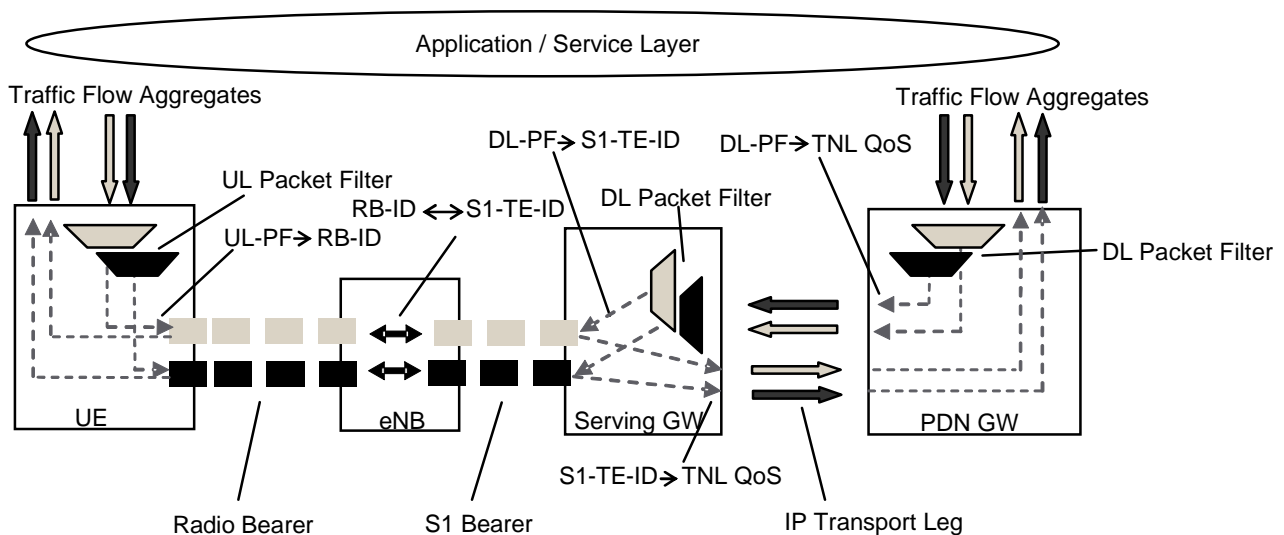 Application / Service Layer
Traffic Flow Aggregates
Traffic Flow Aggregates
DL-PF→S1-TE-ID
DL-PF→TNL QoS
UL Packet Filter
DL Packet Filter
RB-ID ↔ S1-TE-ID
UL-PF→RB-ID
DL Packet Filter
UE
eNB
Serving GW
PDN GW
S1-TE-ID→TNL QoS
Radio Bearer
S1 Bearer
IP Transport Leg